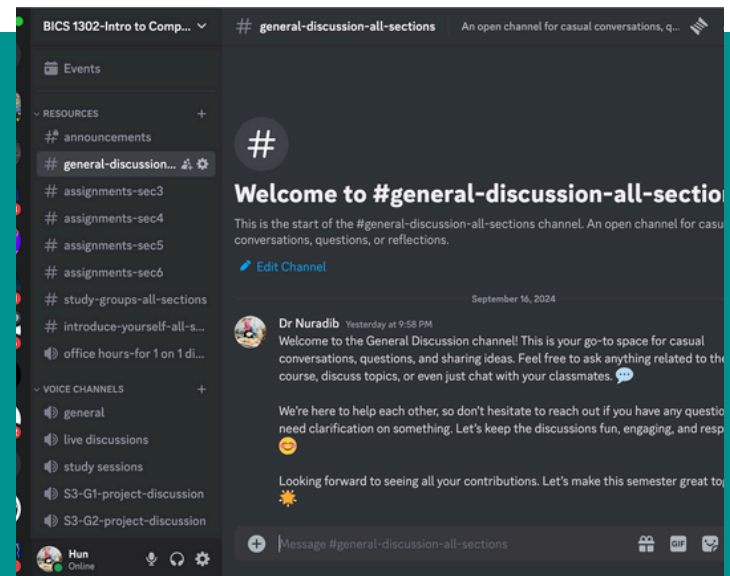 BICS 1302-Intro to Comp...
Events
RESOURCES
announcements
general-discussion...
assignments-sec3
assignments-sec4
assignments-sec5
assignments-sec6
study-groups-all-sections
introduce-yourself-all-s...
office hours-for 1 on 1 di...
VOICE CHANNELS
general
live discussions
study sessions
S3-G1-project-discussion
S3-G2-project-discussion
Hun
Online
# general-discussion-all-sections
An open channel for casual conversations, q...
#
Welcome to #general-discussion-all-sectio
This is the start of the #general-discussion-all-sections channel. An open channel for casu
conversations, questions, or reflections.
Edit Channel
September 16, 2024
Dr Nuradib Yesterday at 9:58 PM
Welcome to the General Discussion channel! This is your go-to space for casual
conversations, questions, and sharing ideas. Feel free to ask anything related to the
course, discuss topics, or even just chat with your classmates. 💬
We're here to help each other, so don't hesitate to reach out if you have any questio
need clarification on something. Let's keep the discussions fun, engaging, and resp
😊
Looking forward to seeing all your contributions. Let's make this semester great to
🌟
Message #general-discussion-all-sections
GIF